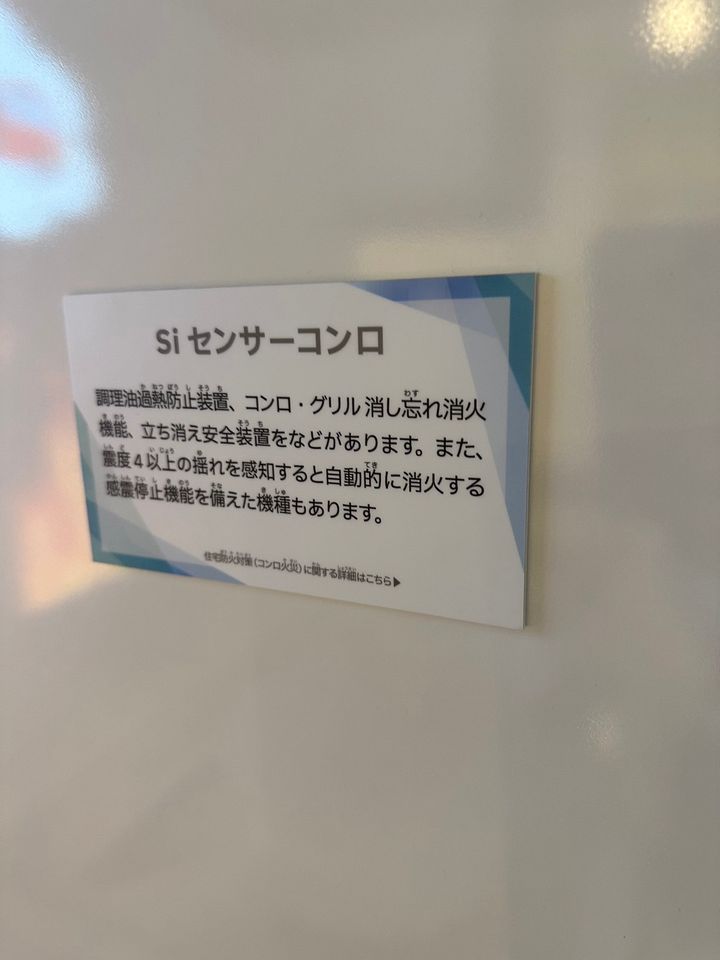 Si センサーコンロ
調理油過熱防止装置、コンロ・グリル 消し忘れ消火
機能、立ち消え安全装置をなどがあります。また、
震度4以上の揺れを感知すると自動的に消火する
感震停止機能を備えた機種もあります。
住宅防火対策（コンロ火災）に関する詳細はこちら▶